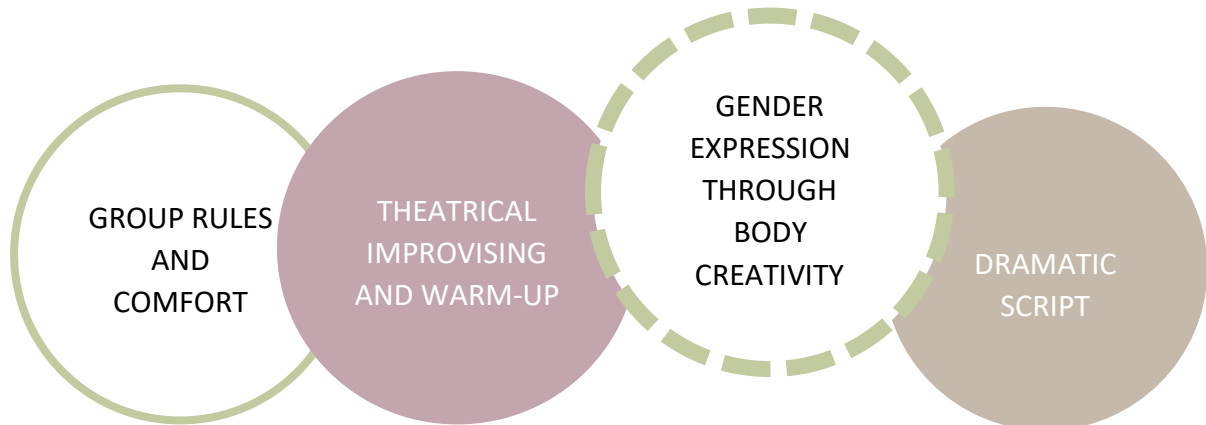 GROUP RULES
AND
COMFORT
THEATRICAL
IMPROVISING
AND WARM-UP
GENDER
EXPRESSION
THROUGH
BODY
CREATIVITY
DRAMATIC
SCRIPT